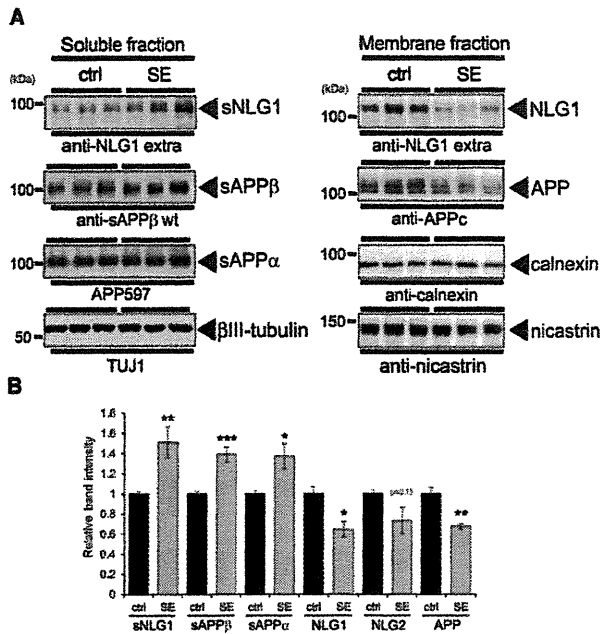 A
Soluble fraction
Membrane fraction
(kDa)
ctrl SE
(kDa)
ctrl SE
100
sNLG1
100
NLG1
anti-NLG1 extra
anti-NLG1 extra
100
sAPPβ
100
APP
anti-sAPPβ wt
anti-APPc
100
sAPPα
100
calnexin
APP597
anti-calnexin
50
βIII-tubulin
150
nicastrin
TUJ1
anti-nicastrin
B
Relative band intensity
1.8
1.6
1.4
1.2
1
0.8
0.6
0.4
0.2
0
** *** * * **
ctrl SE ctrl SE ctrl SE ctrl SE ctrl SE ctrl SE
sNLG1 sAPPβ sAPPα NLG1 NLG2 APP